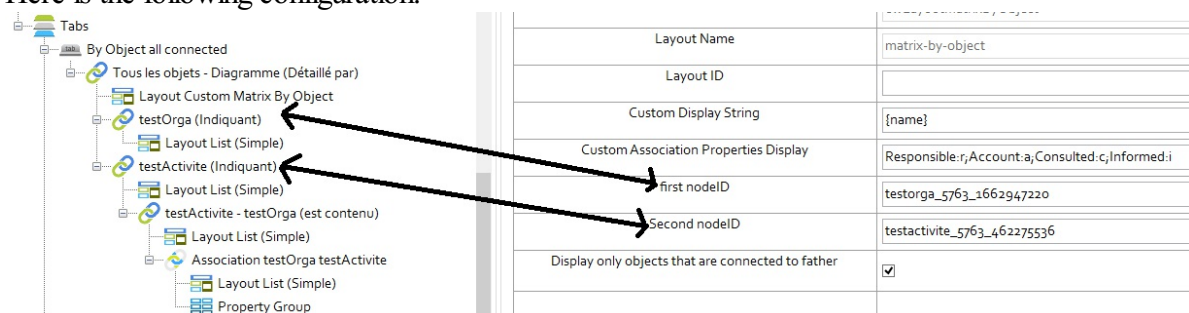 Here is the following configuration:
Tabs
By Object all connected
Tous les objets - Diagramme (Détaillé par)
Layout Custom Matrix By Object
testOrga (Indiquant)
Layout List (Simple)
testActivite (Indiquant)
Layout List (Simple)
testActivite - testOrga (est contenu)
Layout List (Simple)
Association testOrga testActivite
Layout List (Simple)
Property Group
Layout Name
matrix-by-object
Layout ID
Custom Display String
{name}
Custom Association Properties Display
Responsible:r;Account:a;Consulted:c;Informed:i
first nodeID
testorga_5763_1662947220
Second nodeID
testactivite_5763_462275536
Display only objects that are connected to father